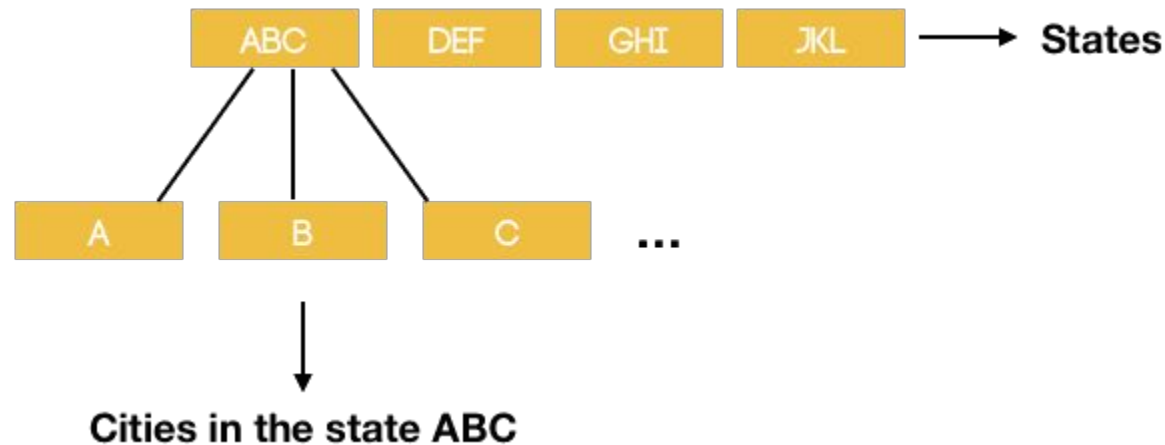 ABC DEF GHI JKL States
A B C ...
Cities in the state ABC